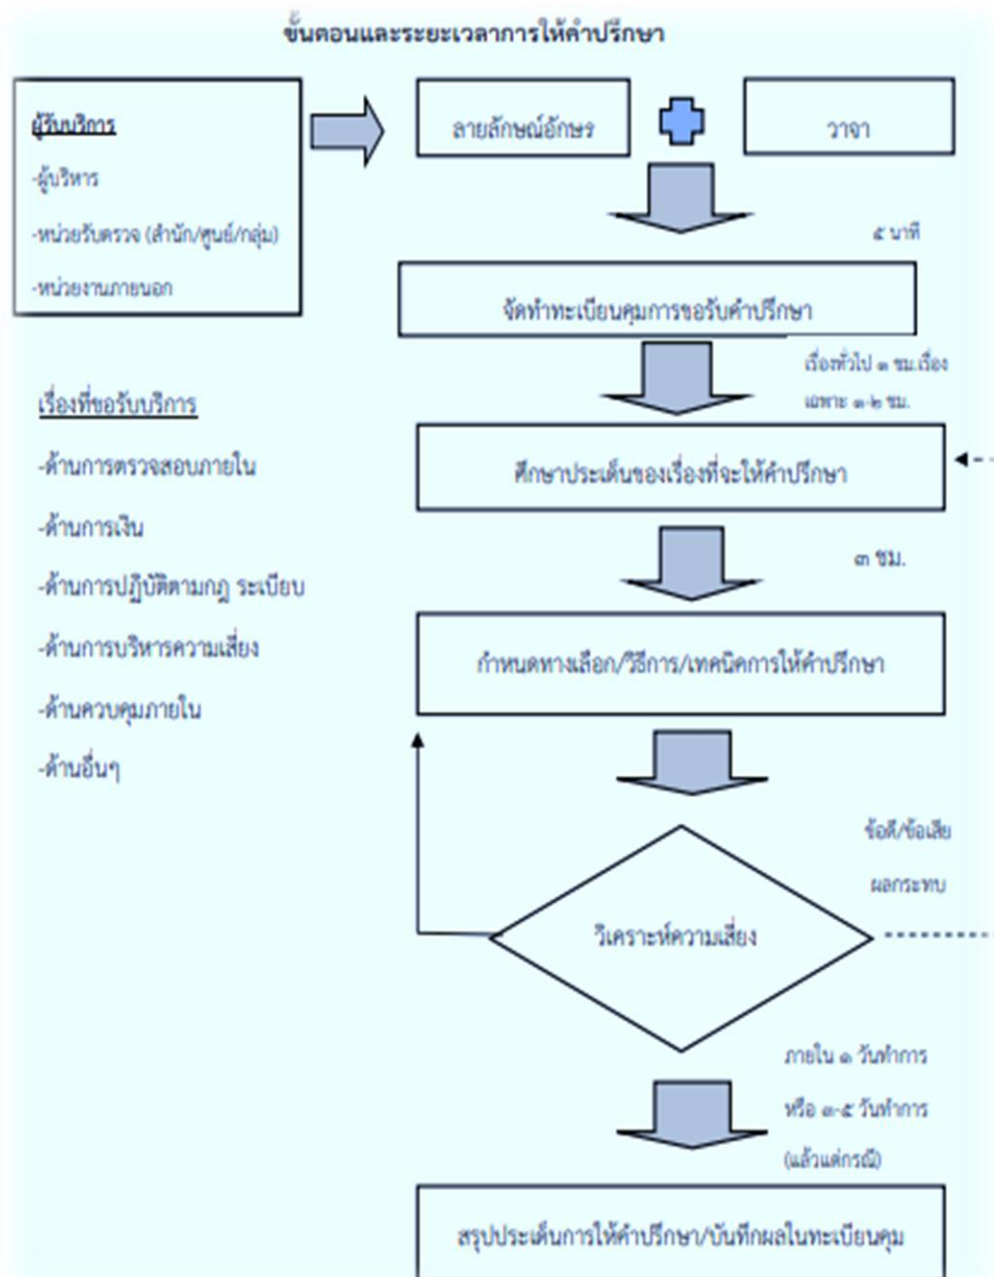 ขั้นตอนและระยะเวลาการให้คำปรึกษา
ผู้รับบริการ
-ผู้บริหาร
-หน่วยรับตรวจ (สำนัก/ศูนย์/กลุ่ม)
-หน่วยงานภายนอก
ลายลักษณ์อักษร
วาจา
๕ นาที
จัดทำทะเบียนคุมการขอรับคำปรึกษา
เรื่องทั่วไป ๑ ชม.เรื่อง
เฉพาะ ๑-๒ ชม.
เรื่องที่ขอรับบริการ
-ด้านการตรวจสอบภายใน
-ด้านการเงิน
-ด้านการปฏิบัติตามกฎ ระเบียบ
-ด้านการบริหารความเสี่ยง
-ด้านควบคุมภายใน
-ด้านอื่นๆ
ศึกษาประเด็นของเรื่องที่จะให้คำปรึกษา
๓ ชม.
กำหนดทางเลือก/วิธีการ/เทคนิคการให้คำปรึกษา
ข้อดี/ข้อเสีย
ผลกระทบ
วิเคราะห์ความเสี่ยง
ภายใน ๑ วันทำการ
หรือ ๓-๕ วันทำการ
(แล้วแต่กรณี)
สรุปประเด็นการให้คำปรึกษา/บันทึกผลในทะเบียนคุม